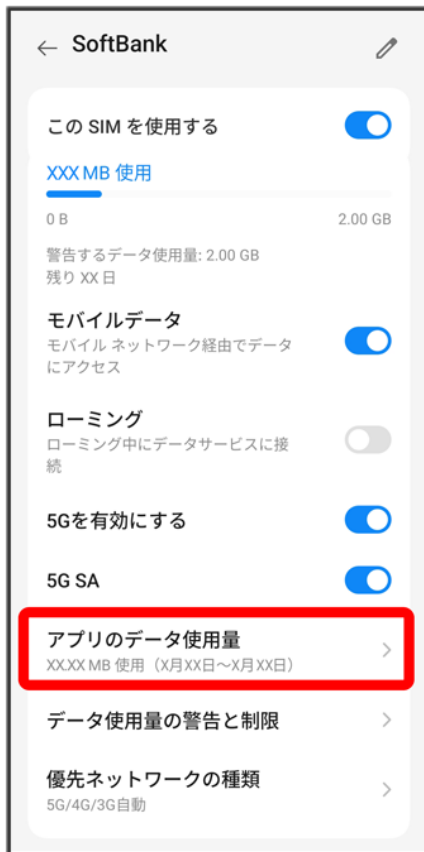 SoftBank
この SIM を使用する
XXX MB 使用
0 B 2.00 GB
警告するデータ使用量: 2.00 GB
残り XX 日
モバイルデータ
モバイル ネットワーク経由でデータ
にアクセス
ローミング
ローミング中にデータサービスに接
続
5Gを有効にする
5G SA
アプリのデータ使用量
XX.XX MB 使用（X月XX日～X月XX日）
データ使用量の警告と制限
優先ネットワークの種類
5G/4G/3G自動